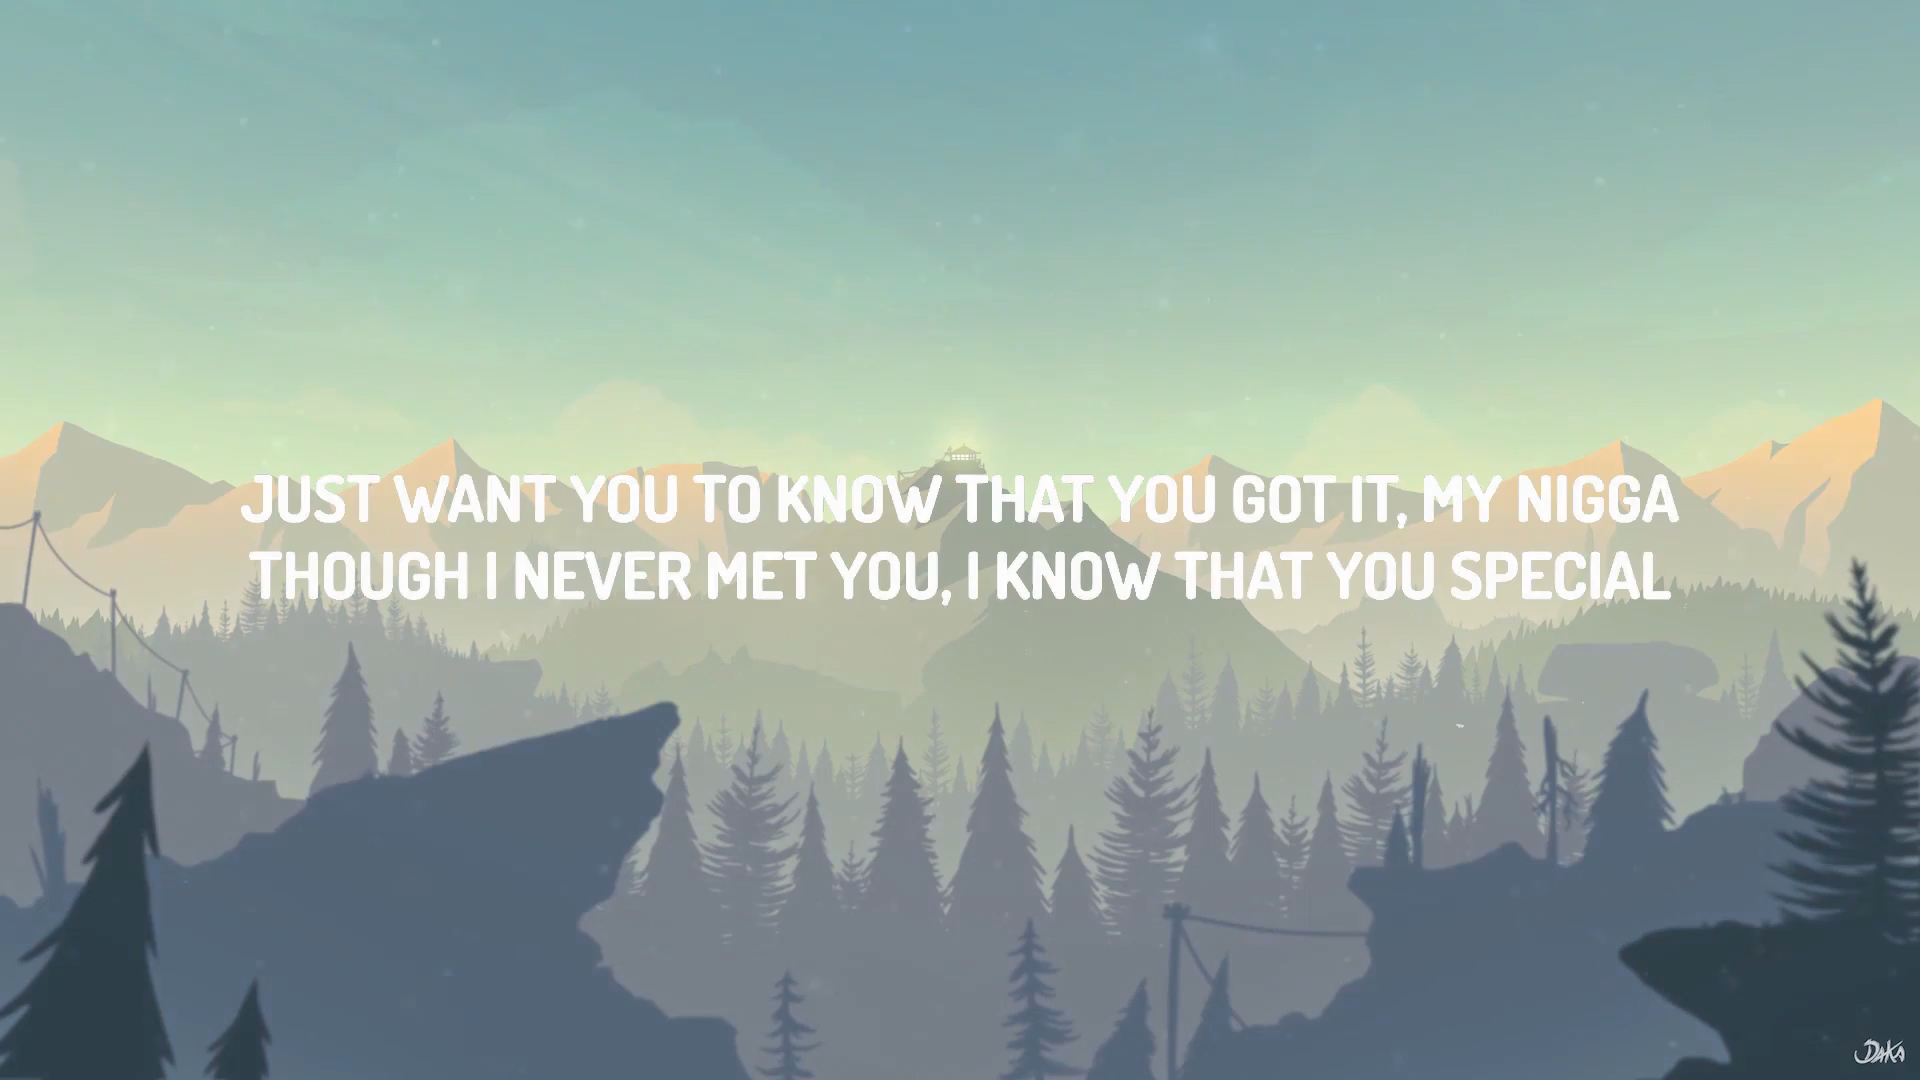 JUST WANT YOU TO KNOW THAT YOU GOT IT, MY NIGGA
THOUGH I NEVER MET YOU, I KNOW THAT YOU SPECIAL
DAKA